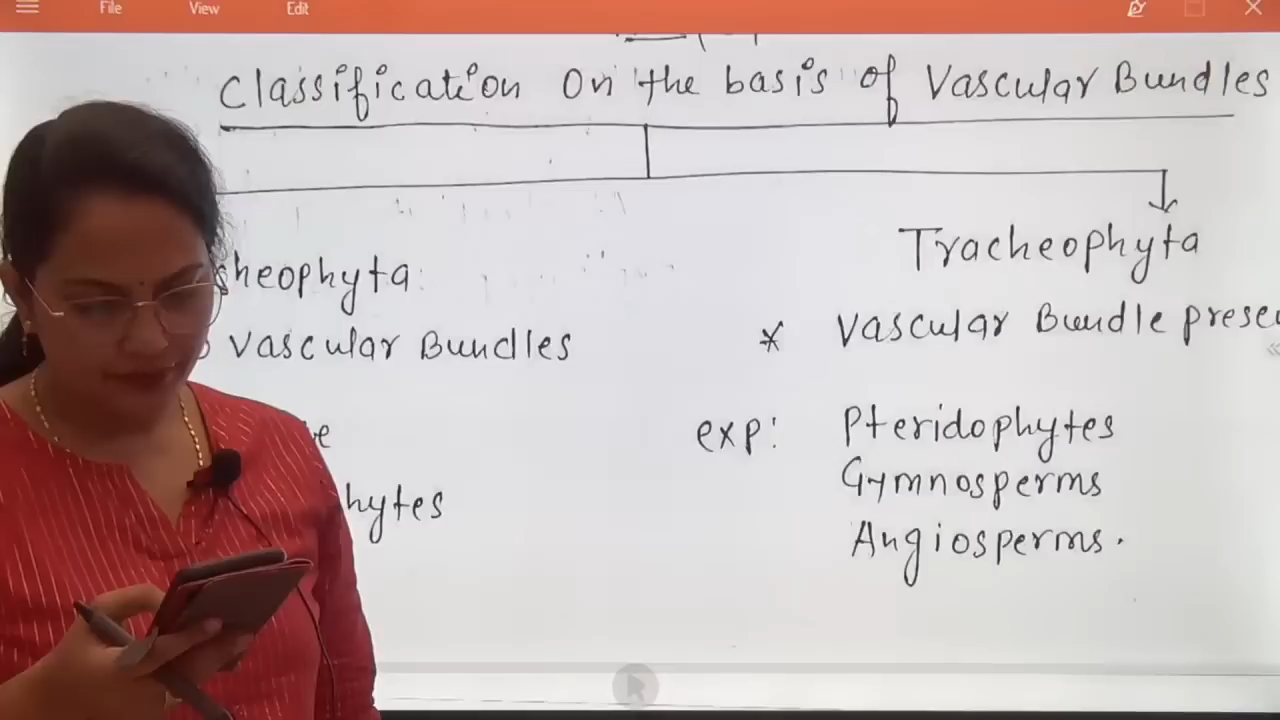 File View Edit
Classification On the basis of Vascular Bundles
heophyta
Tracheophyta
Vascular Bundles
* Vascular Bundle prese
exp: Pteridophytes
Gymnosperms
hytes
Angiosperms.